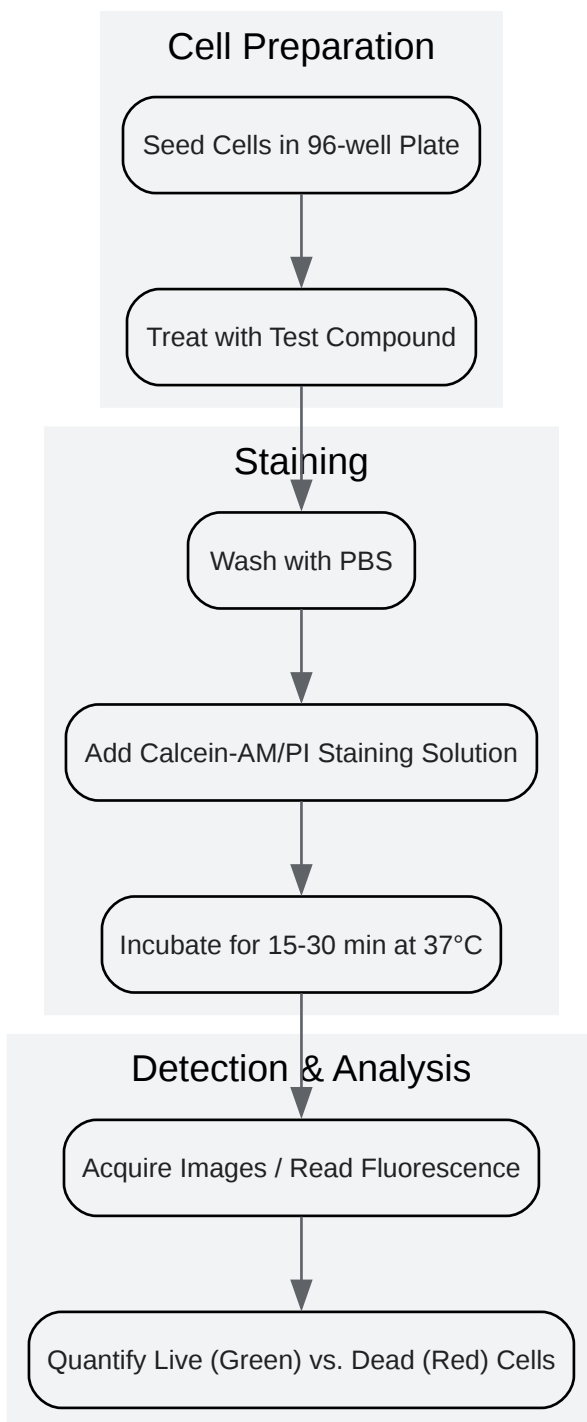 Cell Preparation
Seed Cells in 96-well Plate
Treat with Test Compound
Staining
Wash with PBS
Add Calcein-AM/PI Staining Solution
Incubate for 15-30 min at 37°C
Detection & Analysis
Acquire Images / Read Fluorescence
Quantify Live (Green) vs. Dead (Red) Cells